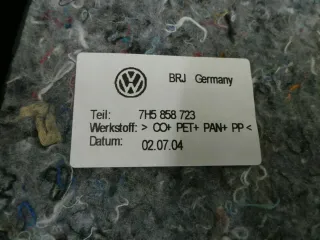 BRJ Germany
Teil: 7H5 858 723
Werkstoff: > CO+ PET+ PAN+ PP <
Datum: 02.07.04